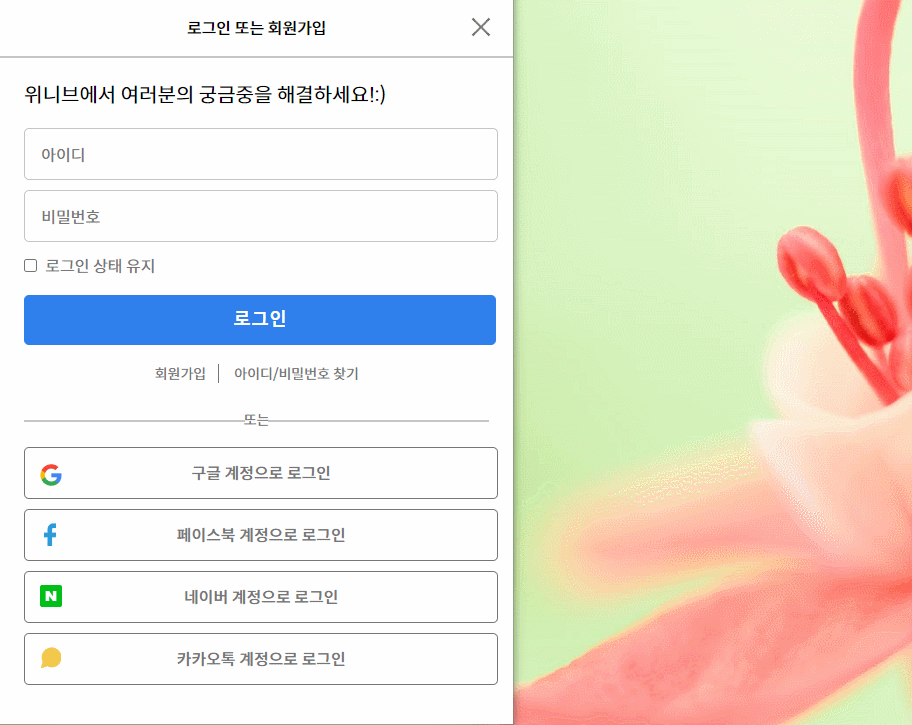 로그인 또는 회원가입
위니브에서 여러분의 궁금중을 해결하세요!:)
아이디
비밀번호
로그인 상태 유지
로그인
회원가입 | 아이디/비밀번호 찾기
또는
구글 계정으로 로그인
페이스북 계정으로 로그인
네이버 계정으로 로그인
카카오톡 계정으로 로그인